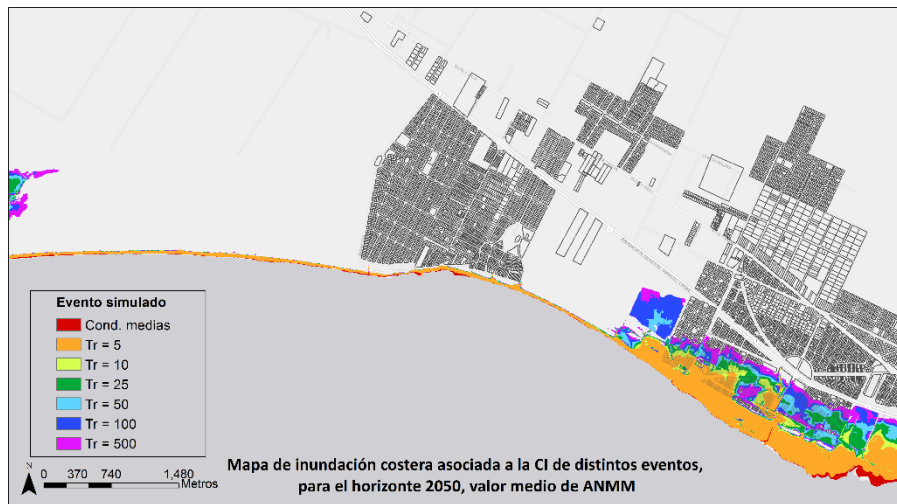 Evento simulado
Cond. medias
Tr = 5
Tr = 10
Tr = 25
Tr = 50
Tr = 100
Tr = 500
N
0 370 740 1,480
Metros
Mapa de inundación costera asociada a la CI de distintos eventos,
para el horizonte 2050, valor medio de ANMM